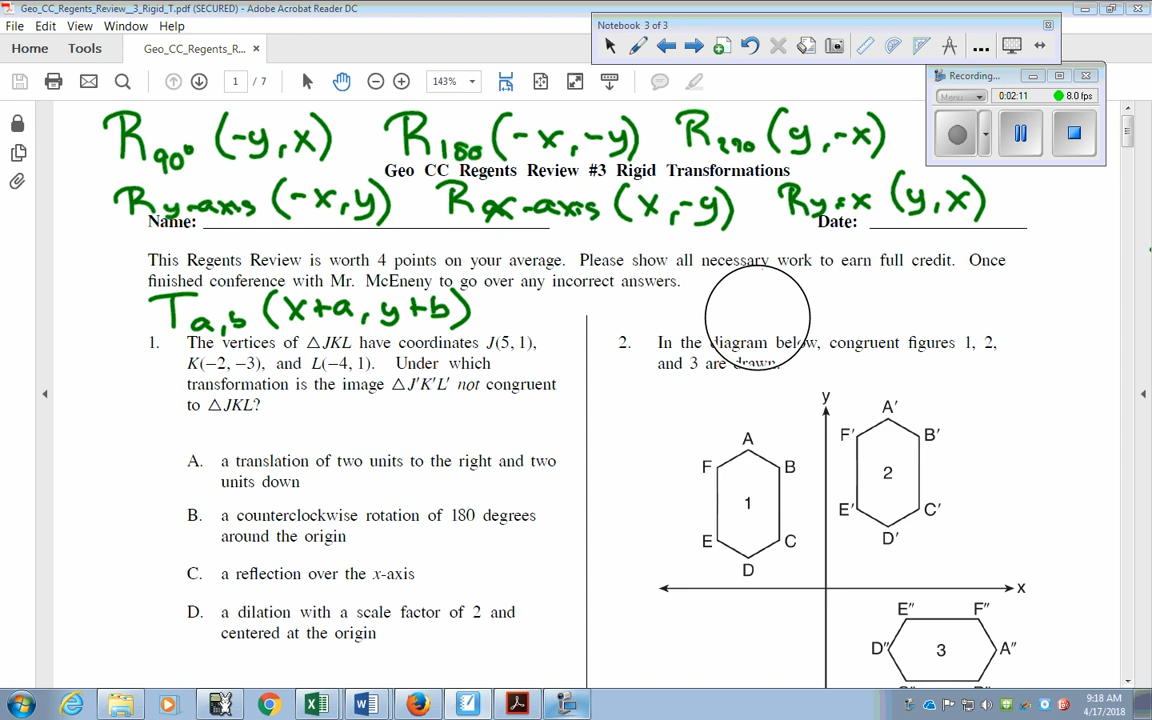 Geo_CC_Regents_Review__3_Rigid_T.pdf (SECURED) - Adobe Acrobat Reader DC
File Edit View Window Help
Notebook 3 of 3
Home Tools Geo_CC_Regents_R... ×
1 / 7 143%
Recording...
Menu 0:02:11 8.0 fps
R90° (-y,x) R180 (-x,-y) R270 (y,-x)
Geo CC Regents Review #3 Rigid Transformations
Ry-axis (-x,y) Rx-axis (x,-y) Ry=x (y,x)
Name: Date:
This Regents Review is worth 4 points on your average. Please show all necessary work to earn full credit. Once
finished conference with Mr. McEneny to go over any incorrect answers.
Ta,b (x+a, y+b)
1. The vertices of △JKL have coordinates J(5, 1),
K(−2, −3), and L(−4, 1). Under which
transformation is the image △J′K′L′ not congruent
to △JKL?
A. a translation of two units to the right and two
units down
B. a counterclockwise rotation of 180 degrees
around the origin
C. a reflection over the x-axis
D. a dilation with a scale factor of 2 and
centered at the origin
2. In the diagram below, congruent figures 1, 2,
and 3 are drawn.
y
A′
F′ B′
A
F B
2
1
E′ C′
E C
D′
D
x
E″ F″
D″ 3 A″
9:18 AM
4/17/2018